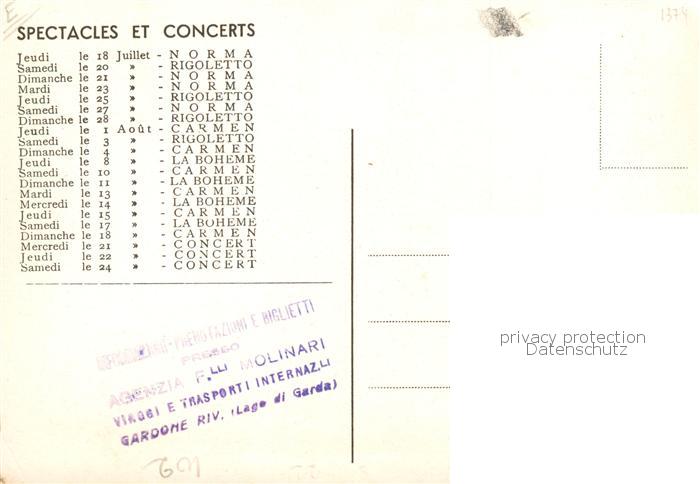 E
1374
SPECTACLES ET CONCERTS
Jeudi le 18 Juillet - NORMA
Samedi le 20 » - RIGOLETTO
Dimanche le 21 » - NORMA
Mardi le 23 » - NORMA
Jeudi le 25 » - RIGOLETTO
Samedi le 27 » - NORMA
Dimanche le 28 » - RIGOLETTO
Jeudi le 1 Août - CARMEN
Samedi le 3 » - RIGOLETTO
Dimanche le 4 » - CARMEN
Jeudi le 8 » - LA BOHEME
Samedi le 10 » - CARMEN
Dimanche le 11 » - LA BOHEME
Mardi le 13 » - CARMEN
Mercredi le 14 » - LA BOHEME
Jeudi le 15 » - CARMEN
Samedi le 17 » - LA BOHEME
Dimanche le 18 » - CARMEN
Mercredi le 21 » - CONCERT
Jeudi le 22 » - CONCERT
Samedi le 24 » - CONCERT
PRENOTAZIONI E BIGLIETTI
PRESSO
AGENZIA F.LLI MOLINARI
VIAGGI E TRASPORTI INTERNAZ.LI
GARDONE RIV. (Lago di Garda)
privacy protection
Datenschutz